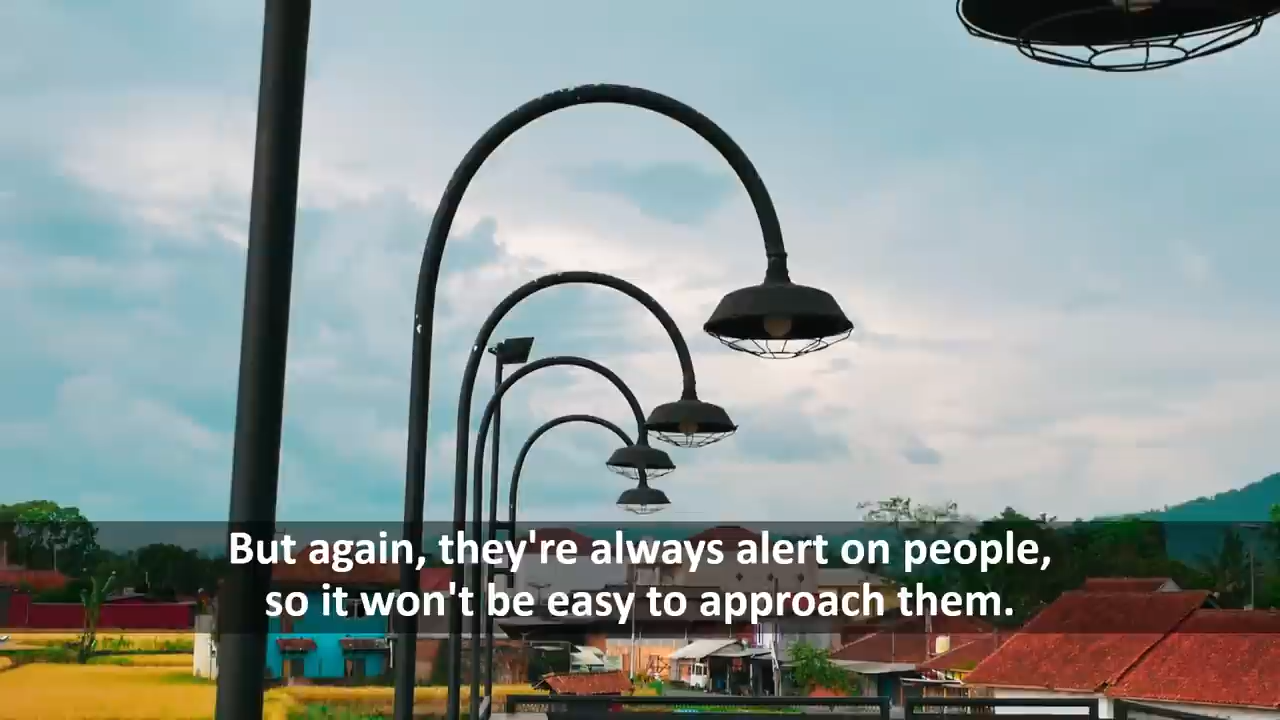 But again, they're always alert on people,
so it won't be easy to approach them.